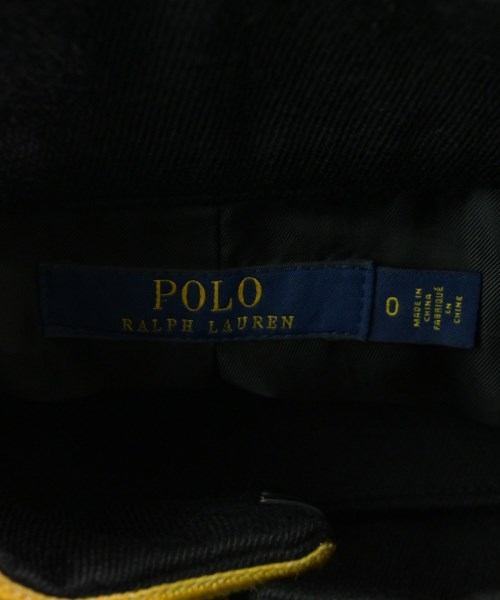 POLO
RALPH LAUREN
0
MADE IN
CHINA
FABRIQUÉ
EN
CHINE